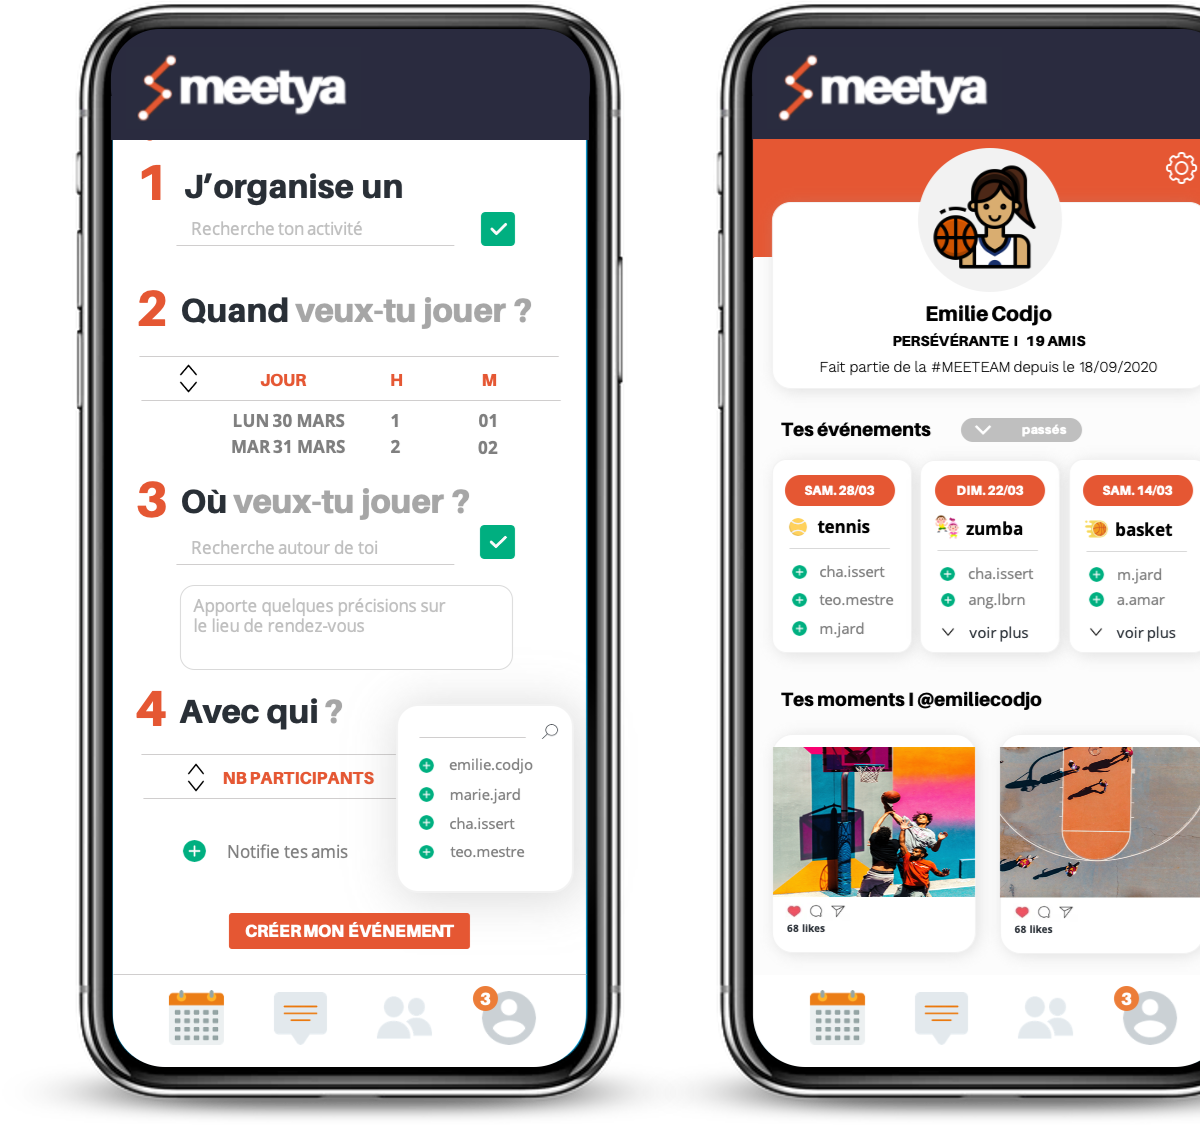 meetya
1 J’organise un
Recherche ton activité
2 Quand veux-tu jouer ?
JOUR H M
LUN 30 MARS 1 01
MAR 31 MARS 2 02
3 Où veux-tu jouer ?
Recherche autour de toi
Apporte quelques précisions sur
le lieu de rendez-vous
4 Avec qui ?
NB PARTICIPANTS
emilie.codjo
marie.jard
cha.issert
teo.mestre
Notifie tes amis
CRÉER MON ÉVÉNEMENT
3
meetya
Emilie Codjo
PERSÉVÉRANTE I 19 AMIS
Fait partie de la #MEETEAM depuis le 18/09/2020
Tes événements passés
SAM. 28/03
tennis
cha.issert
teo.mestre
m.jard
DIM. 22/03
zumba
cha.issert
ang.lbrn
voir plus
SAM. 14/03
basket
m.jard
a.amar
voir plus
Tes moments I @emiliecodjo
68 likes
68 likes
3